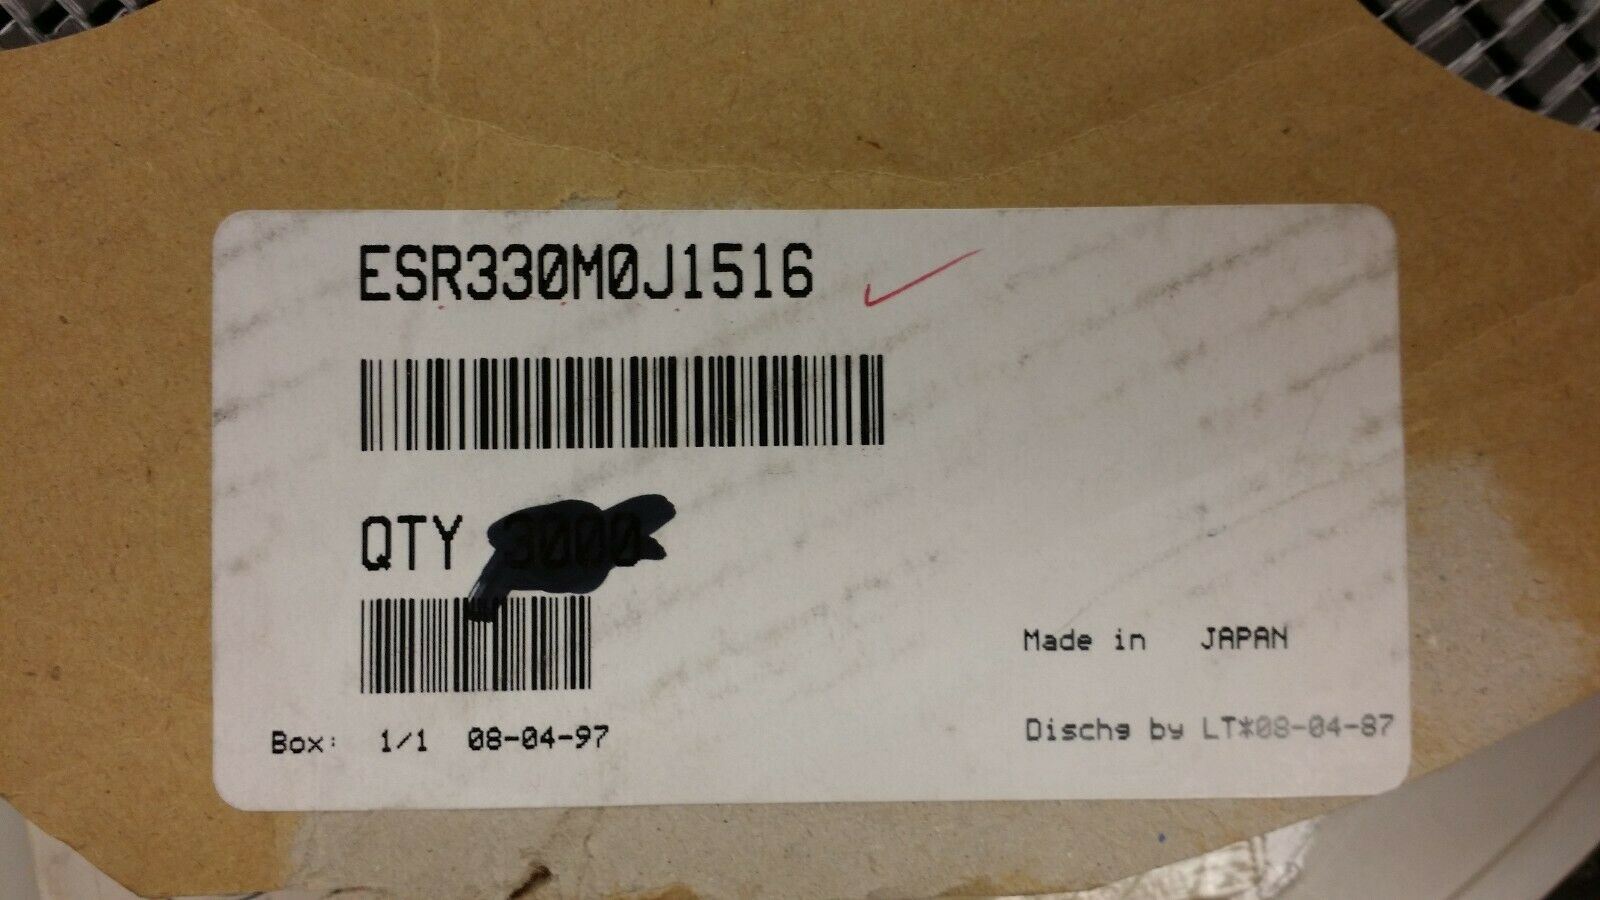 ESR330M0J1516
QTY 3000
Made in JAPAN
Box: 1/1 08-04-97
Dischg by LT*08-04-87